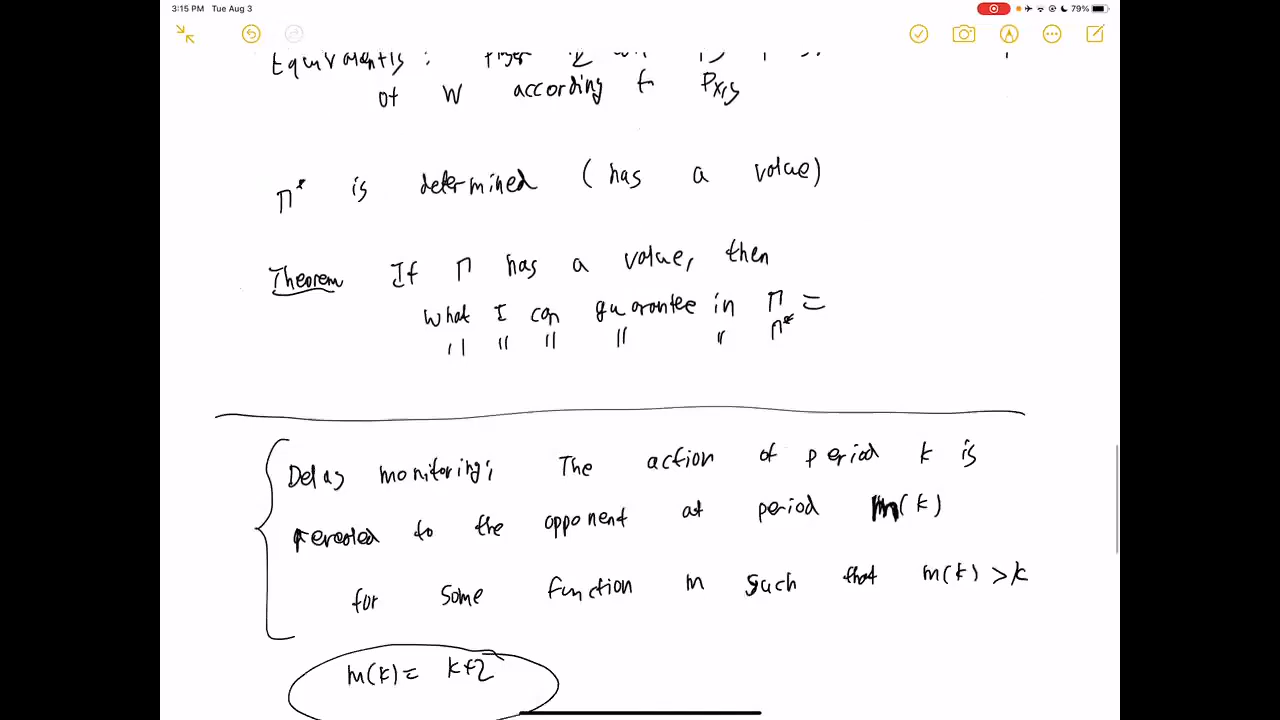 3:15 PM Tue Aug 3
79%
Equivalently:
of W according to Px,y
Π* is determined (has a value)
Theorem If Π has a value, then
what I can guarantee in Π =
" " " " " Π*
Delay monitoring: The action of period k is
revealed to the opponent at period m(k)
for some function m such that m(k) > k
m(k) = k+2